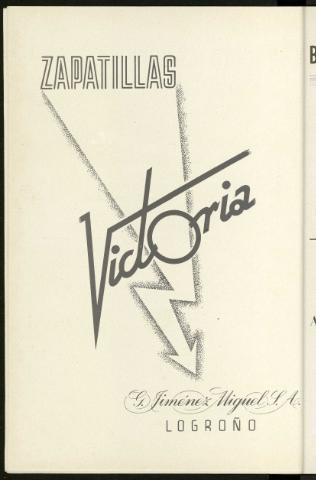 ZAPATILLAS
Victoria
G. Jiménez Miguel S.A.
LOGROÑO
B